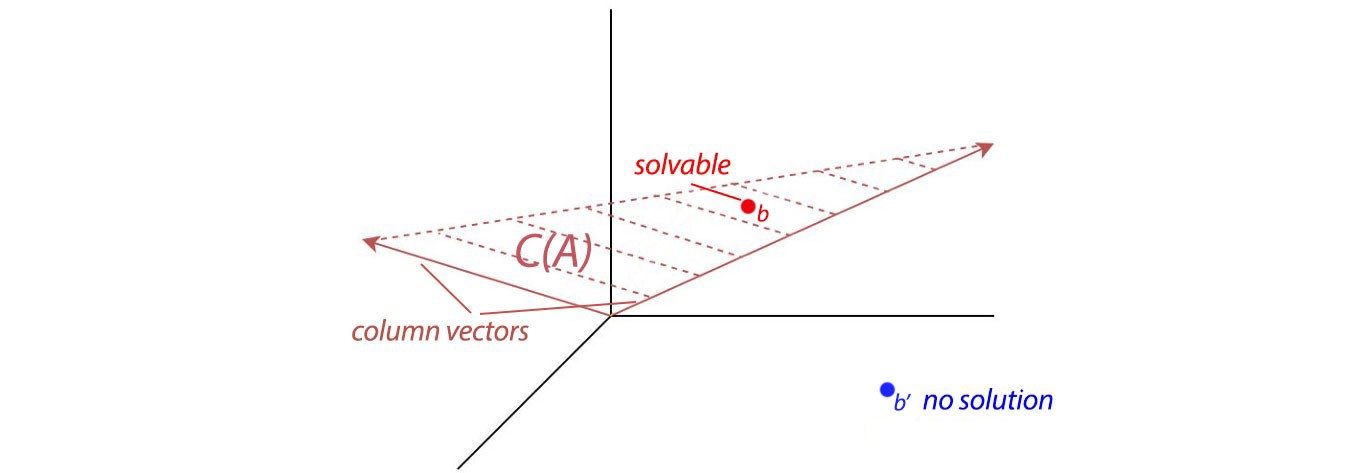 solvable
b
C(A)
column vectors
b′ no solution